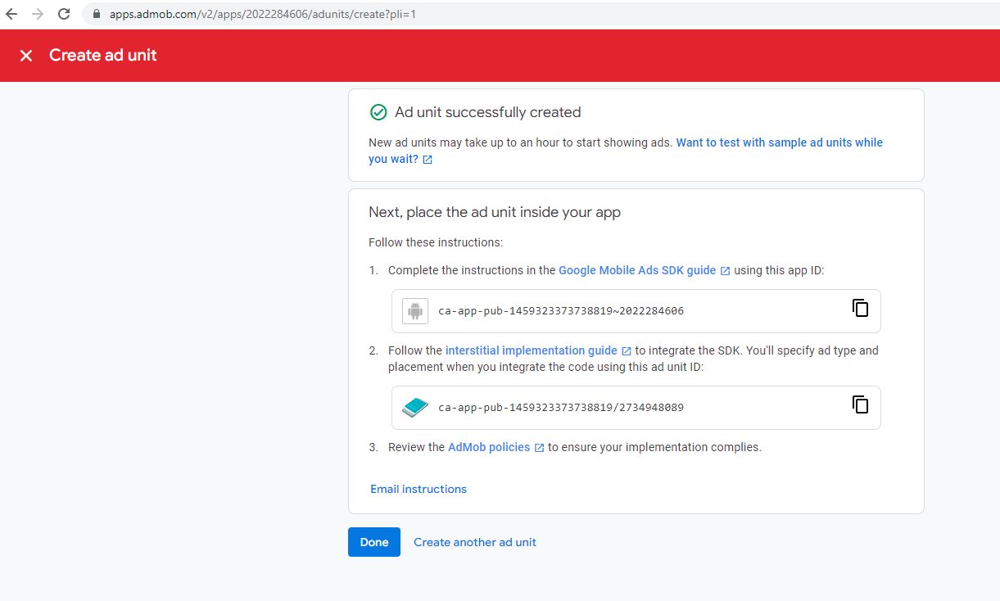 apps.admob.com/v2/apps/2022284606/adunits/create?pli=1
Create ad unit
Ad unit successfully created
New ad units may take up to an hour to start showing ads. Want to test with sample ad units while
you wait?
Next, place the ad unit inside your app
Follow these instructions:
1. Complete the instructions in the Google Mobile Ads SDK guide using this app ID:
ca-app-pub-1459323373738819~2022284606
2. Follow the interstitial implementation guide to integrate the SDK. You'll specify ad type and
placement when you integrate the code using this ad unit ID:
ca-app-pub-1459323373738819/2734948089
3. Review the AdMob policies to ensure your implementation complies.
Email instructions
Done Create another ad unit